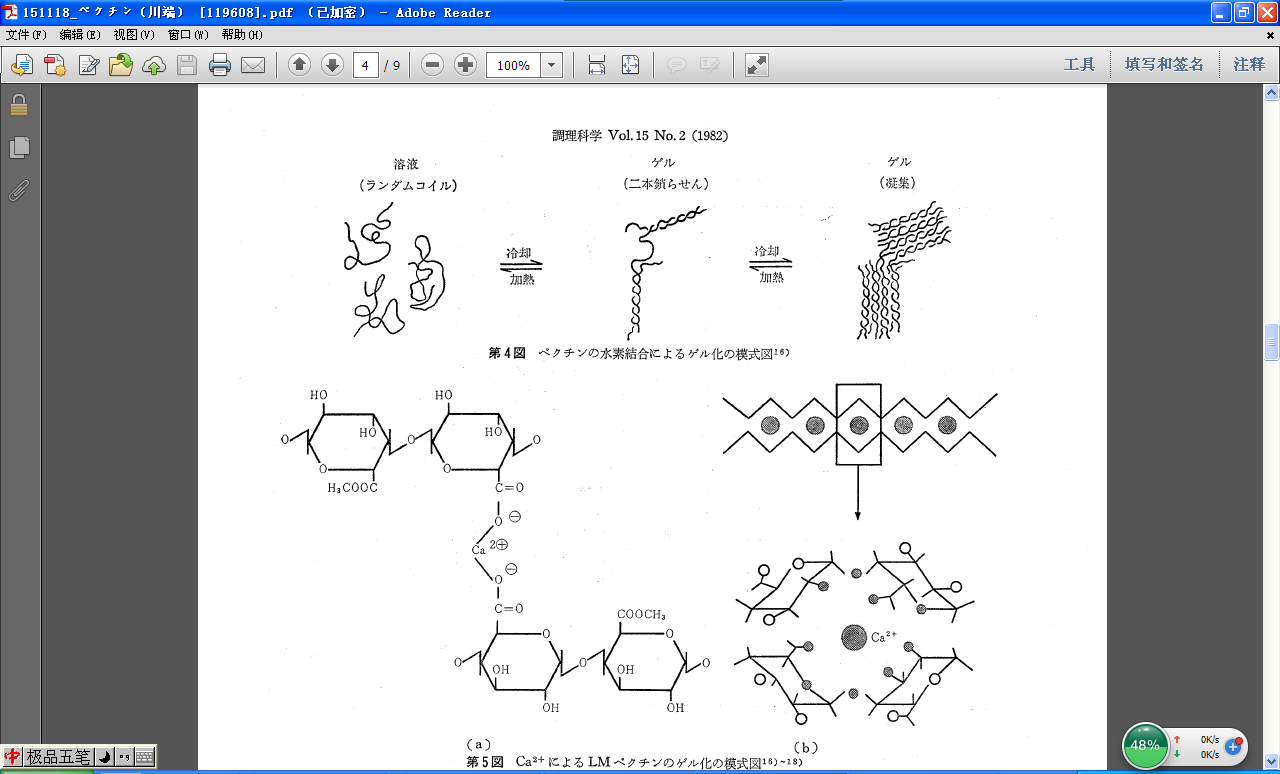 151118_ペクチン(川端) [119608].pdf (已加密) - Adobe Reader
文件(F) 编辑(E) 视图(V) 窗口(W) 帮助(H)
4 / 9 100% 工具 填写和签名 注释
調理科学 Vol. 15 No. 2 (1982)
溶液 ゲル ゲル
(ランダムコイル) (二本鎖らせん) (凝集)
冷却 冷却
加熱 加熱
第4図 ペクチンの水素結合によるゲル化の模式図16)
HO HO
HO HO
O O O
O O
H₃COOC C=O
O ⊖
Ca 2⊕
O ⊖
C=O
COOCH₃
O O
O OH O OH O
OH OH
Ca²⁺
(a) (b)
第5図 Ca²⁺によるLMペクチンのゲル化の模式図16)~18)
中 极品五笔
48% 0K/s
0K/s